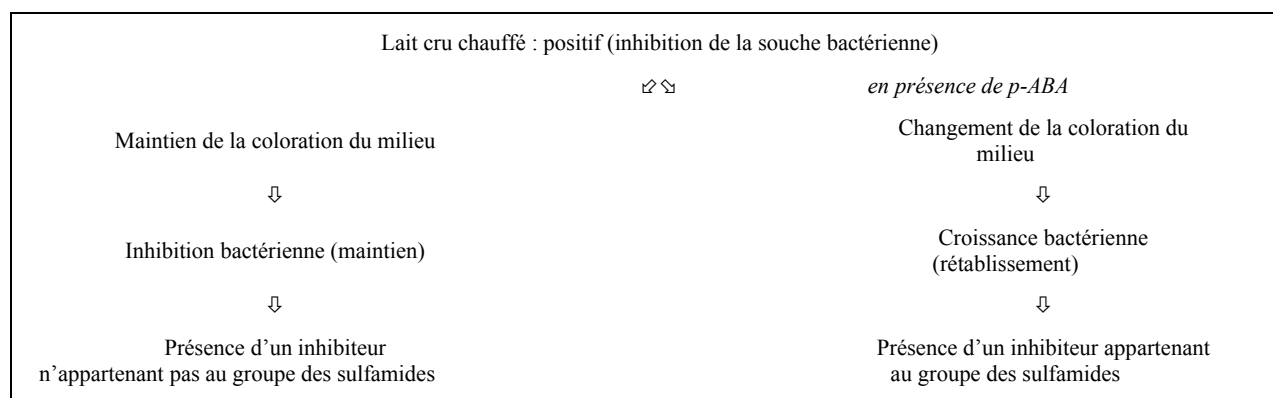 Lait cru chauffé : positif (inhibition de la souche bactérienne)
⬃⬂ en présence de p-ABA
Maintien de la coloration du milieu
Changement de la coloration du
milieu
⇩ ⇩
Inhibition bactérienne (maintien)
Croissance bactérienne
(rétablissement)
⇩ ⇩
Présence d’un inhibiteur
n’appartenant pas au groupe des sulfamides
Présence d’un inhibiteur appartenant
au groupe des sulfamides